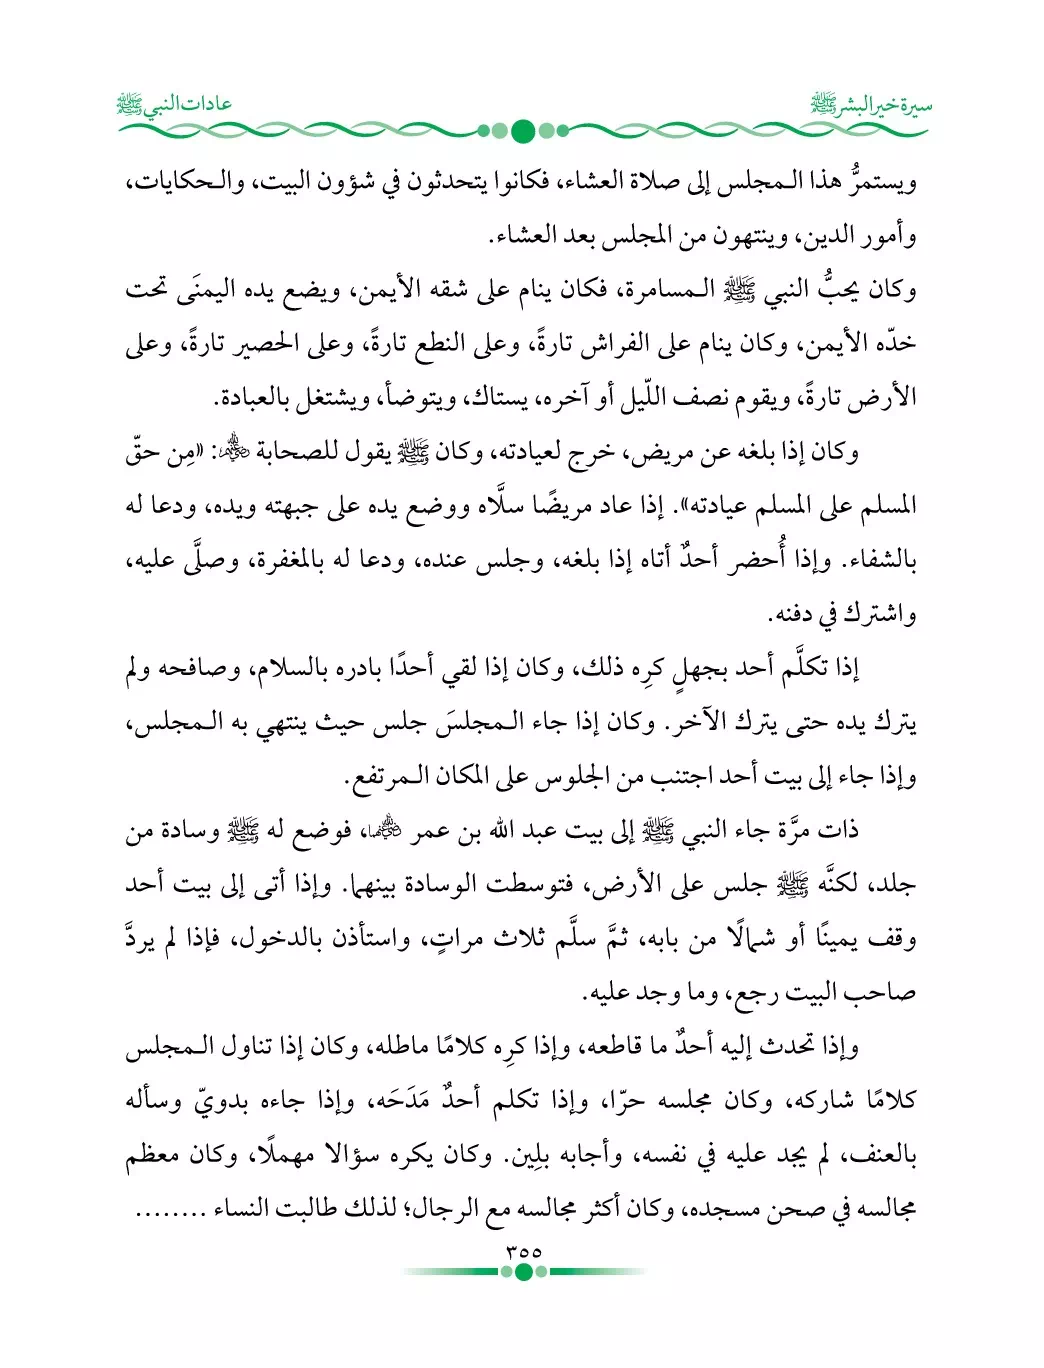 سيرة خير البشر ﷺ
عادات النبي ﷺ
ويستمرُّ هذا الـمجلس إلى صلاة العشاء، فكانوا يتحدثون في شؤون البيت، والـحكايات،
وأمور الدين، وينتهون من المجلس بعد العشاء.
وكان يحبُّ النبي ﷺ الـمسامرة، فكان ينام على شقه الأيمن، ويضع يده اليمنَى تحت
خدّه الأيمن، وكان ينام على الفراش تارةً، وعلى النطع تارةً، وعلى الحصير تارةً، وعلى
الأرض تارةً، ويقوم نصف اللّيل أو آخره، يستاك، ويتوضأ، ويشتغل بالعبادة.
وكان إذا بلغه عن مريض، خرج لعيادته، وكان ﷺ يقول للصحابة رضي الله عنهم: «مِن حقّ
المسلم على المسلم عيادته». إذا عاد مريضًا سلَّاه ووضع يده على جبهته ويده، ودعا له
بالشفاء. وإذا أُحضر أحدٌ أتاه إذا بلغه، وجلس عنده، ودعا له بالمغفرة، وصلَّى عليه،
واشترك في دفنه.
إذا تكلَّم أحد بجهلٍ كرِه ذلك، وكان إذا لقي أحدًا بادره بالسلام، وصافحه ولم
يترك يده حتى يترك الآخر. وكان إذا جاء الـمجلسَ جلس حيث ينتهي به الـمجلس،
وإذا جاء إلى بيت أحد اجتنب من الجلوس على المكان الـمرتفع.
ذات مرَّة جاء النبي ﷺ إلى بيت عبد الله بن عمر رضي الله عنهما، فوضع له ﷺ وسادة من
جلد، لكنَّه ﷺ جلس على الأرض، فتوسطت الوسادة بينهما. وإذا أتى إلى بيت أحد
وقف يمينًا أو شمالًا من بابه، ثمَّ سلَّم ثلاث مراتٍ، واستأذن بالدخول، فإذا لم يردَّ
صاحب البيت رجع، وما وجد عليه.
وإذا تحدث إليه أحدٌ ما قاطعه، وإذا كرِه كلامًا ماطله، وكان إذا تناول الـمجلس
كلامًا شاركه، وكان مجلسه حرّا، وإذا تكلم أحدٌ مَدَحَه، وإذا جاءه بدويّ وسأله
بالعنف، لم يجد عليه في نفسه، وأجابه بلِين. وكان يكره سؤالا مهملًا، وكان معظم
مجالسه في صحن مسجده، وكان أكثر مجالسه مع الرجال؛ لذلك طالبت النساء ........
٣٥٥